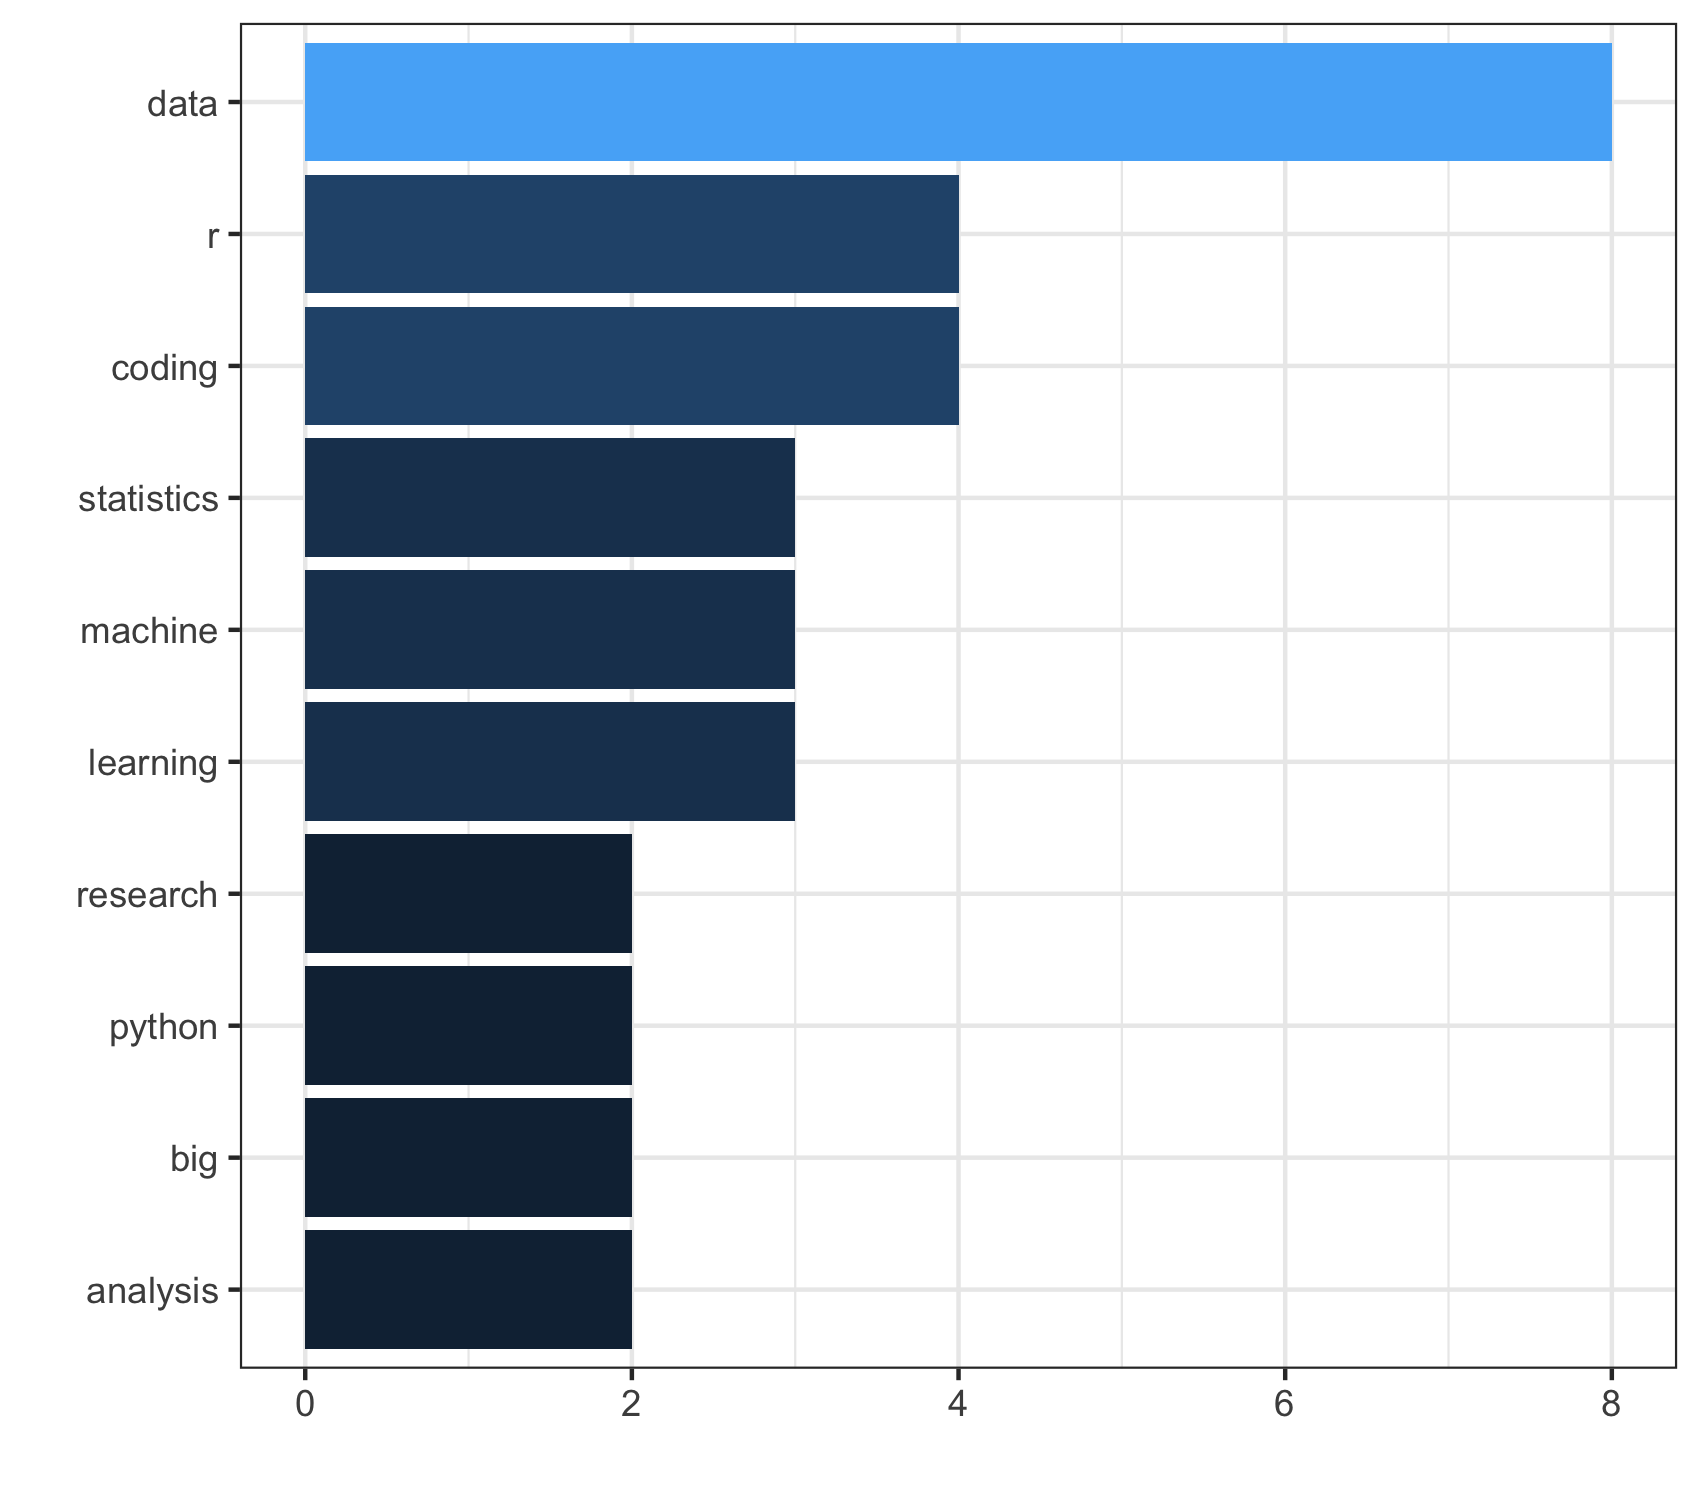 data
r
coding
statistics
machine
learning
research
python
big
analysis
0 2 4 6 8